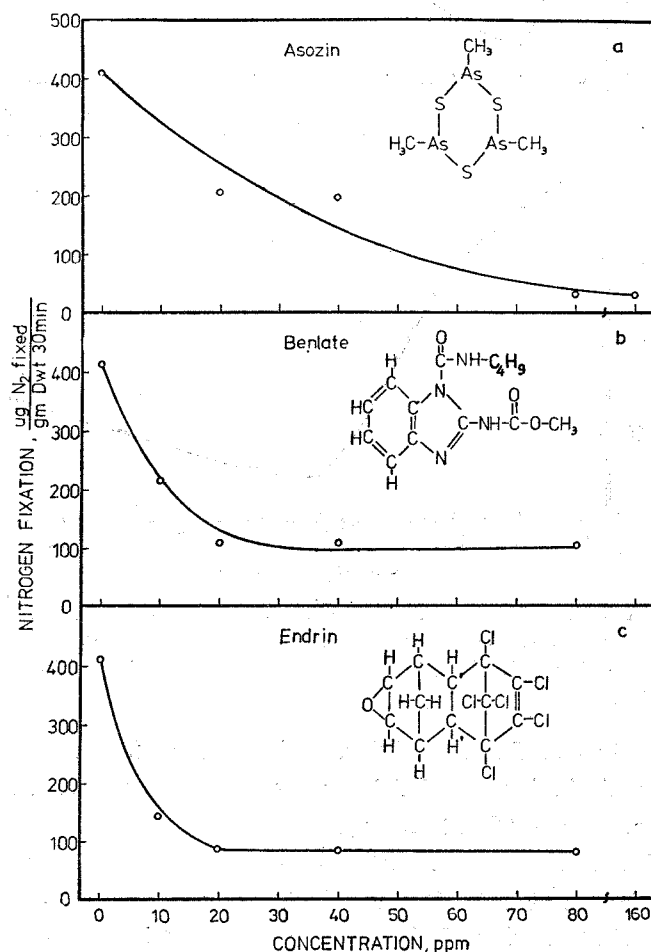 NITROGEN FIXATION, ug N₂ fixed / gm Dwt 30min
500
400
300
200
100
0
Asozin
a
CH₃
As
S S
H₃C-As As-CH₃
S
400
300
200
100
0
Benlate
b
O
H C-NH-C₄H₉
H C N O
C C C-NH-C-O-CH₃
H C C N
C
H
400
300
200
100
0
Endrin
c
H Cl
H C H C
C C C-Cl
O H-C-H Cl-C-Cl
C C C-Cl
H C H C
H Cl
0 10 20 30 40 50 60 70 80 160
CONCENTRATION, ppm